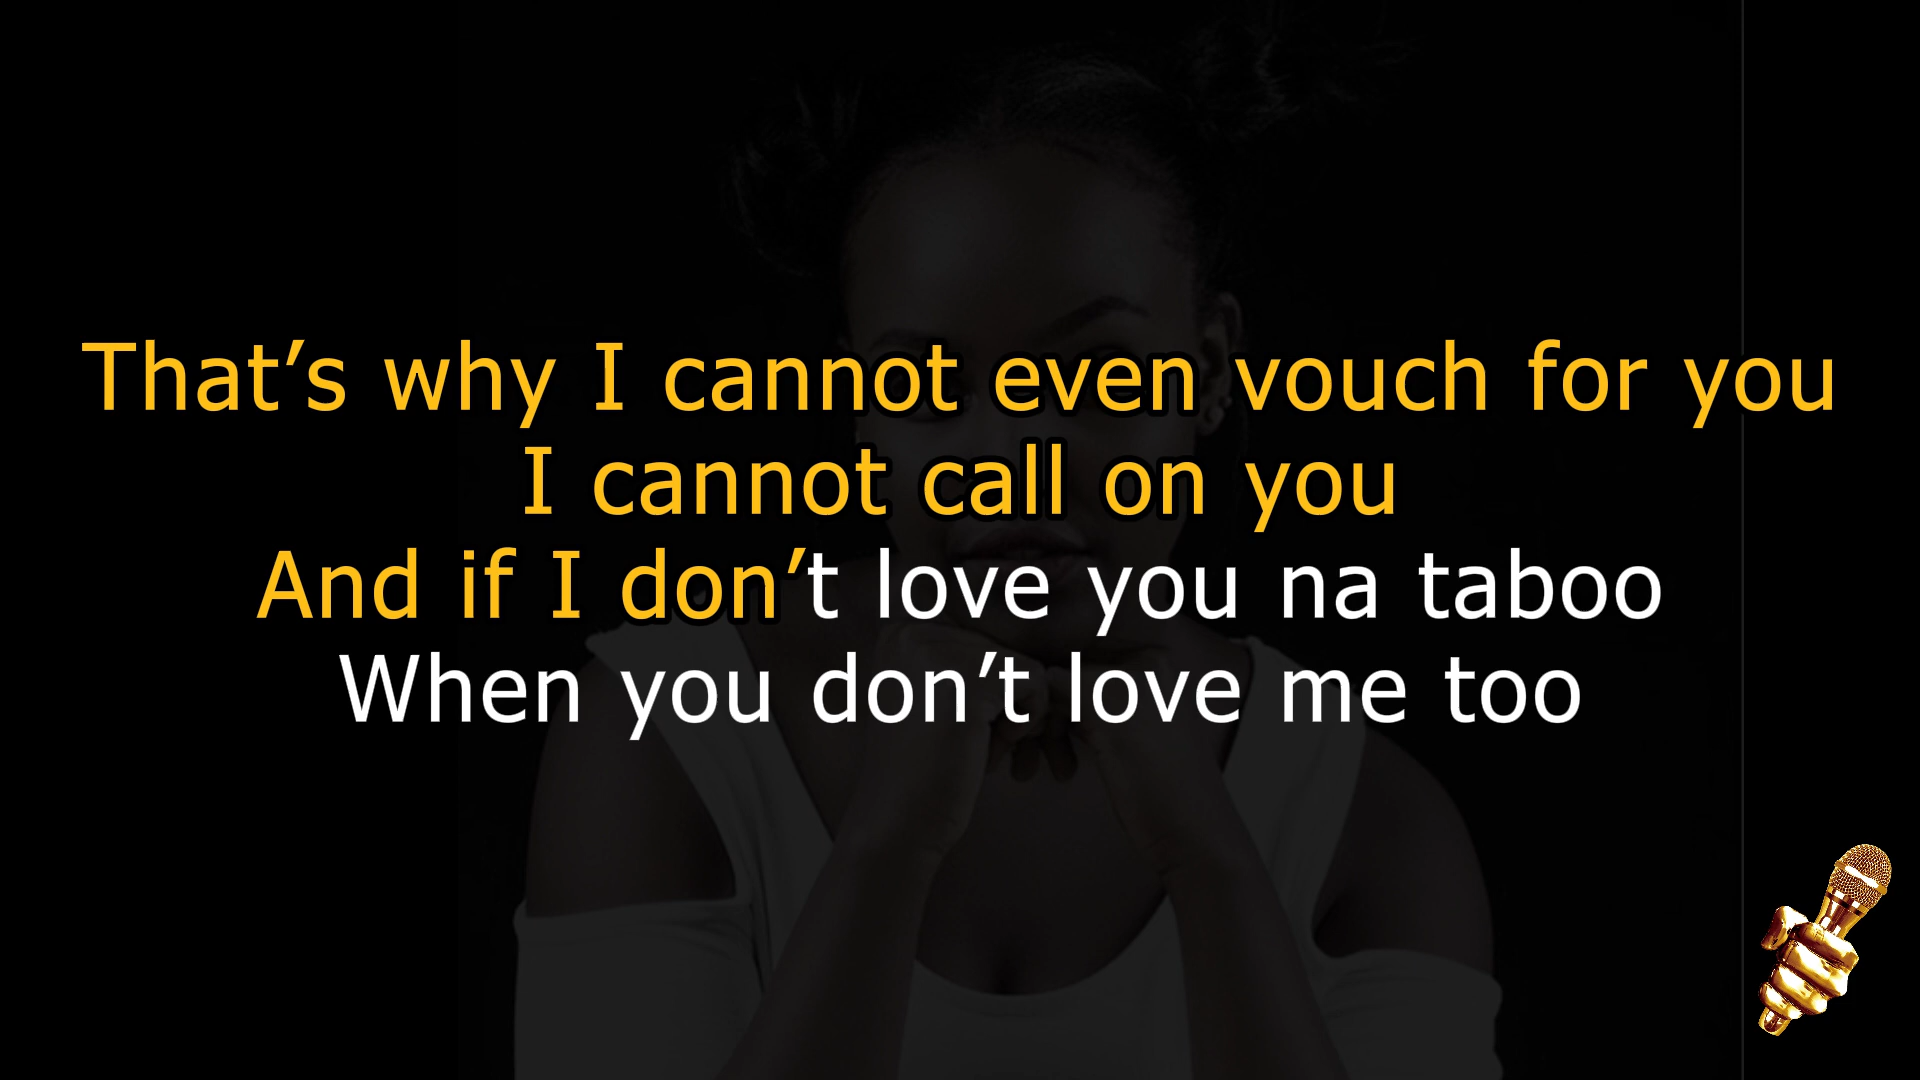 That’s why I cannot even vouch for you
I cannot call on you
And if I don’t love you na taboo
When you don’t love me too